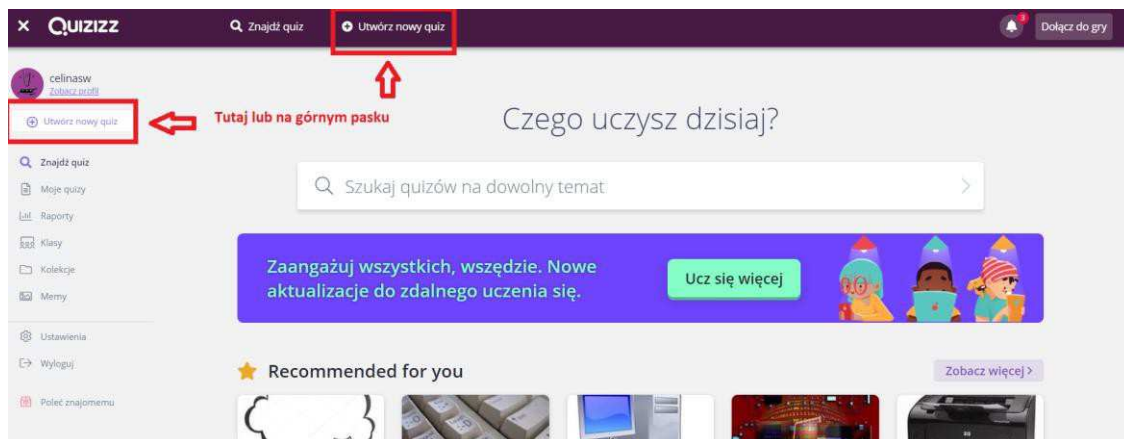 QUIZIZZ
Znajdź quiz
Utwórz nowy quiz
3
Dołącz do gry
celinasw
Zobacz profil
Utwórz nowy quiz
Tutaj lub na górnym pasku
Czego uczysz dzisiaj?
Znajdź quiz
Szukaj quizów na dowolny temat
Moje quizy
Raporty
Klasy
Kolekcje
Memy
Zaangażuj wszystkich, wszędzie. Nowe
aktualizacje do zdalnego uczenia się.
Ucz się więcej
Ustawienia
Wyloguj
Poleć znajomemu
Recommended for you
Zobacz więcej >